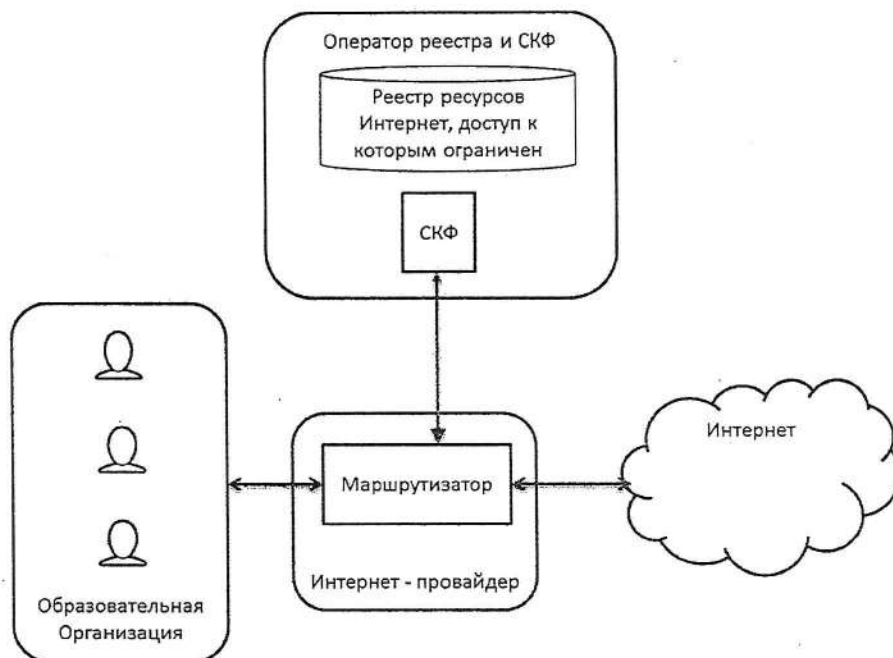 Оператор реестра и СКФ
Реестр ресурсов
Интернет, доступ к
которым ограничен
СКФ
Интернет
Маршрутизатор
Интернет - провайдер
Образовательная
Организация